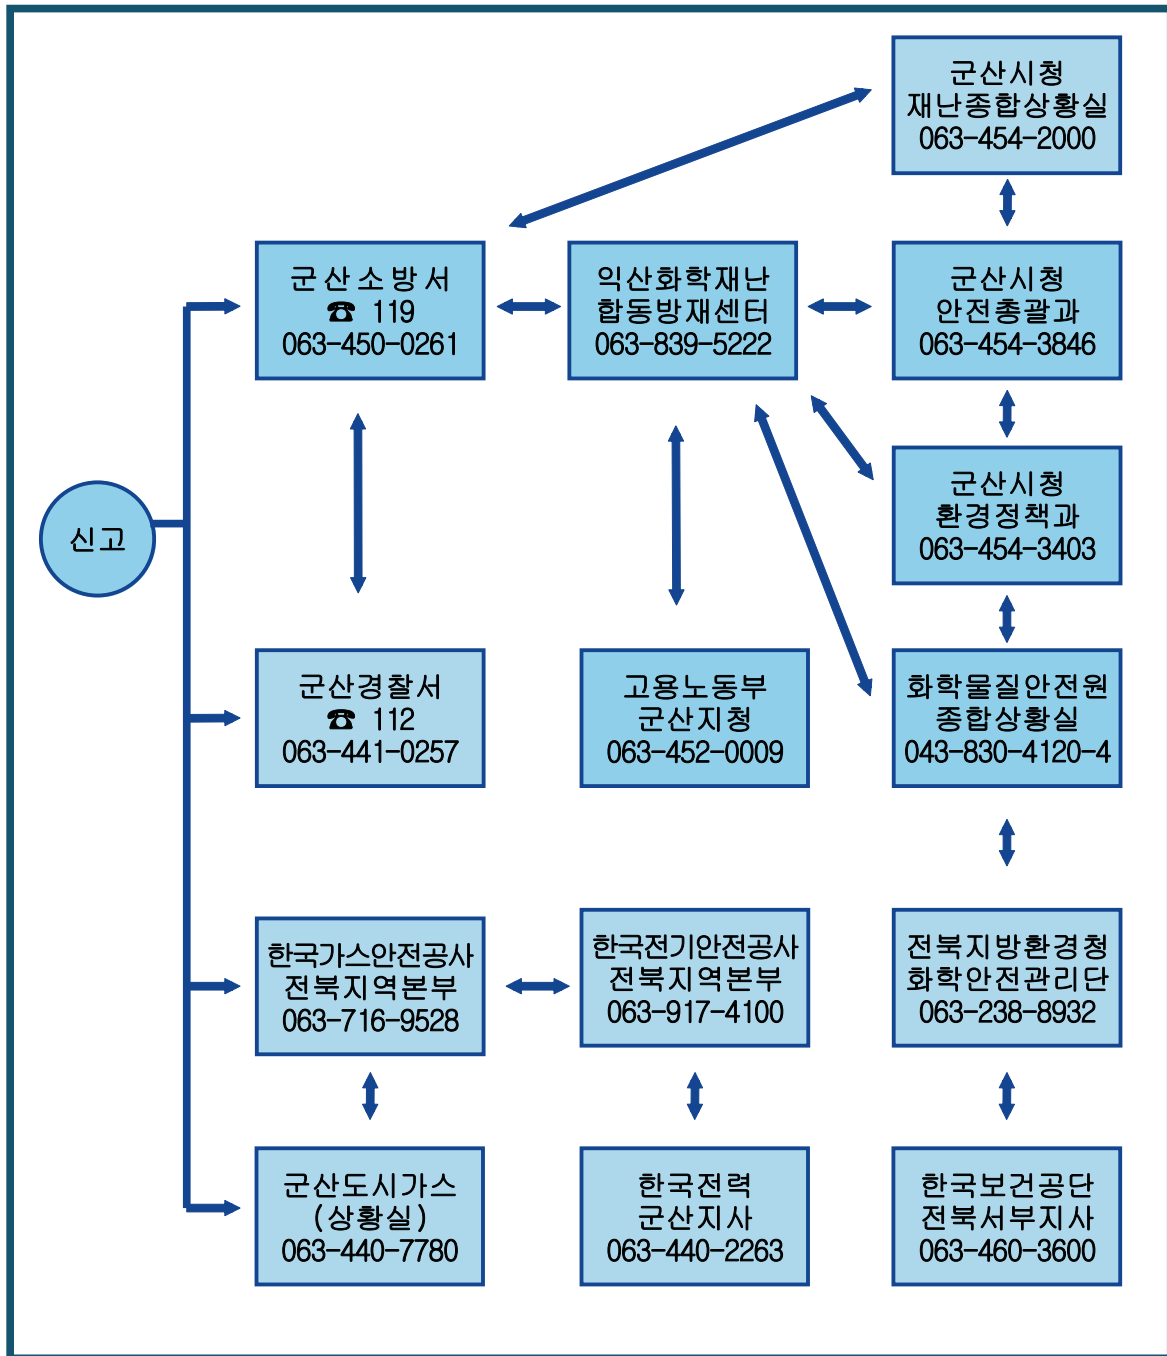 군산시청
재난종합상황실
063-454-2000
군산소방서
☎ 119
063-450-0261
익산화학재난
합동방재센터
063-839-5222
군산시청
안전총괄과
063-454-3846
군산시청
환경정책과
063-454-3403
신고
군산경찰서
☎ 112
063-441-0257
고용노동부
군산지청
063-452-0009
화학물질안전원
종합상황실
043-830-4120-4
한국가스안전공사
전북지역본부
063-716-9528
한국전기안전공사
전북지역본부
063-917-4100
전북지방환경청
화학안전관리단
063-238-8932
군산도시가스
(상황실)
063-440-7780
한국전력
군산지사
063-440-2263
한국보건공단
전북서부지사
063-460-3600